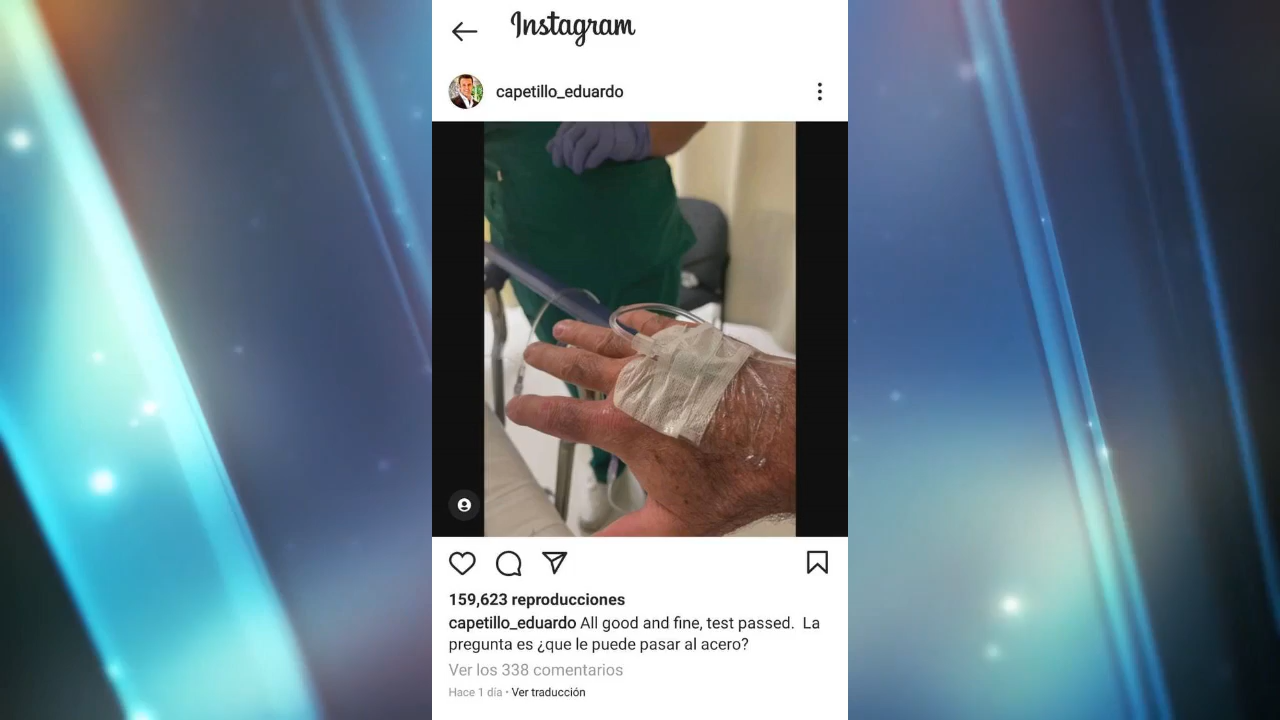 Instagram
capetillo_eduardo
159,623 reproducciones
capetillo_eduardo All good and fine, test passed.  La
pregunta es ¿que le puede pasar al acero?
Ver los 338 comentarios
Hace 1 día · Ver traducción